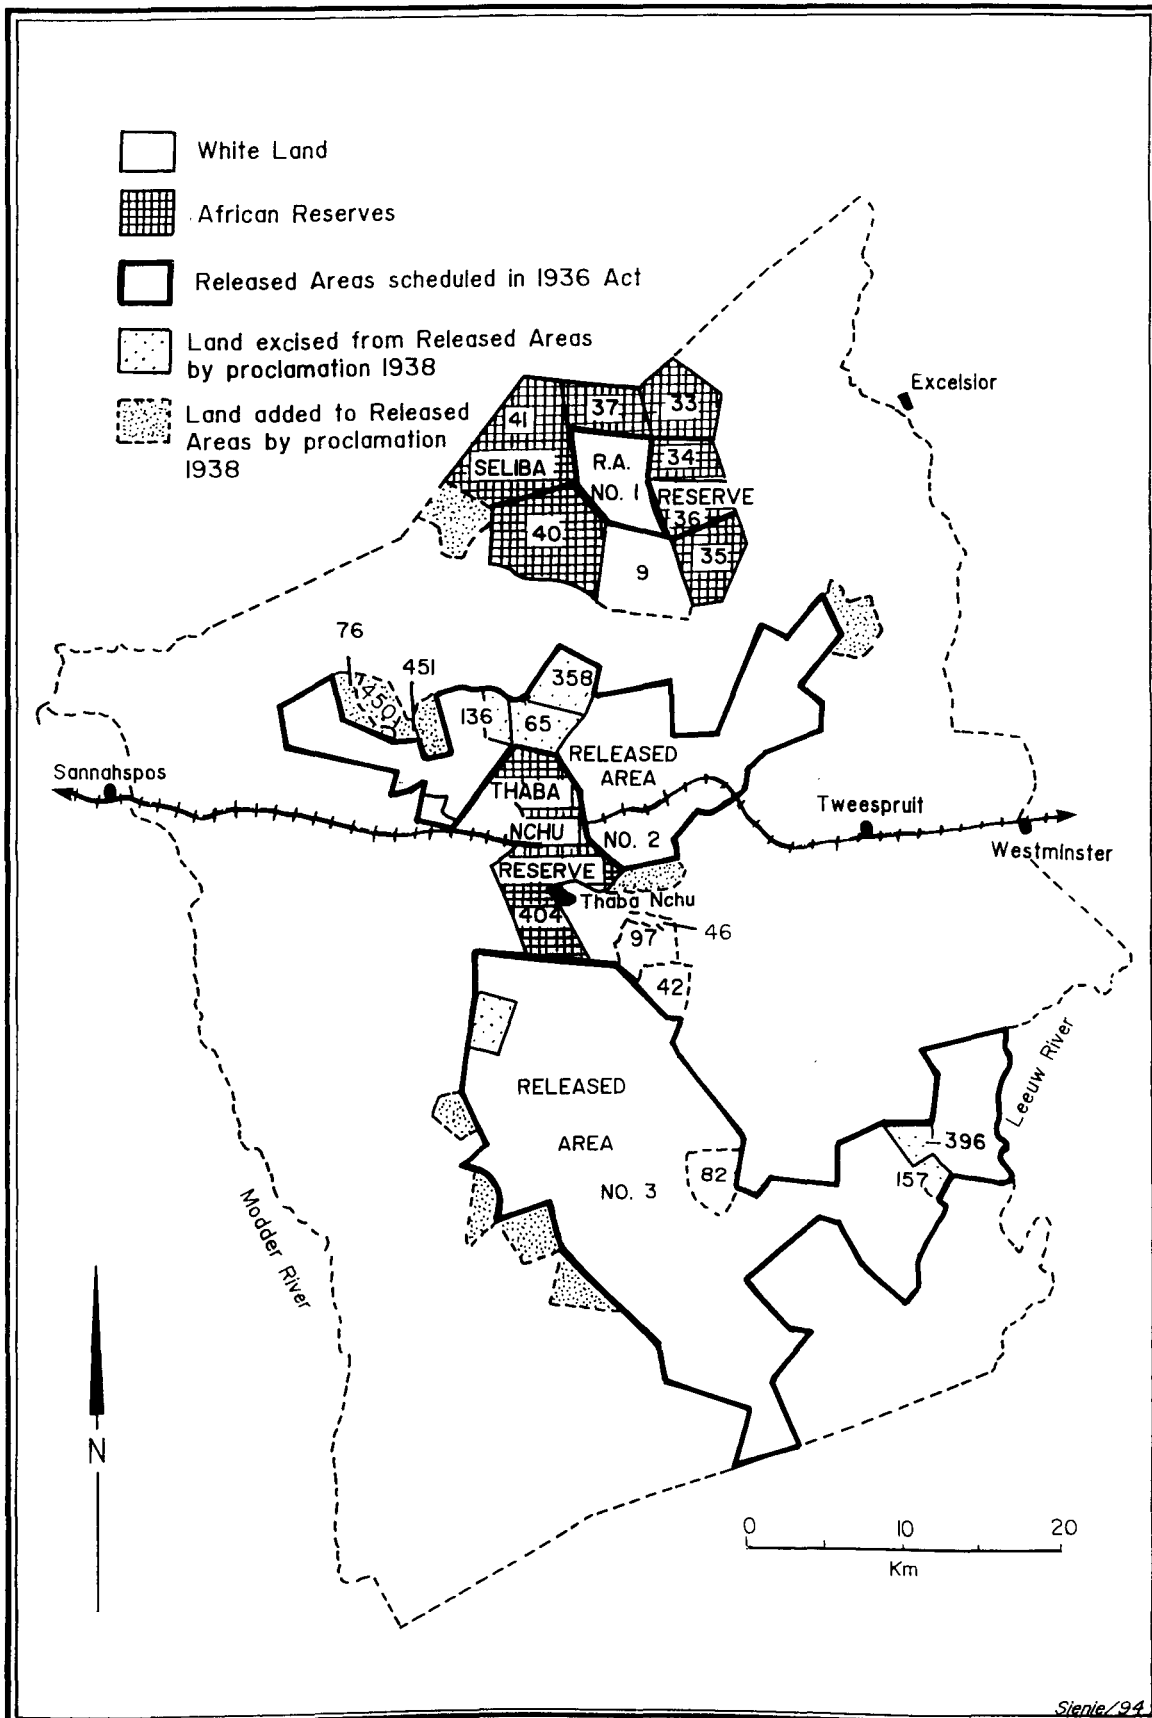 White Land
African Reserves
Released Areas scheduled in 1936 Act
Land excised from Released Areas
by proclamation 1938
Land added to Released
Areas by proclamation
1938
Excelsior
41
37
33
SELIBA
R.A.
NO. 1
34
RESERVE
36
40
35
9
76
451
450
358
136
65
RELEASED
AREA
NO. 2
Sannahspos
THABA
NCHU
RESERVE
404
Thaba Nchu
Tweespruit
Westminster
97
46
42
RELEASED
AREA
NO. 3
82
396
157
Leeuw River
Modder River
N
0 10 20
Km
Sienie/94